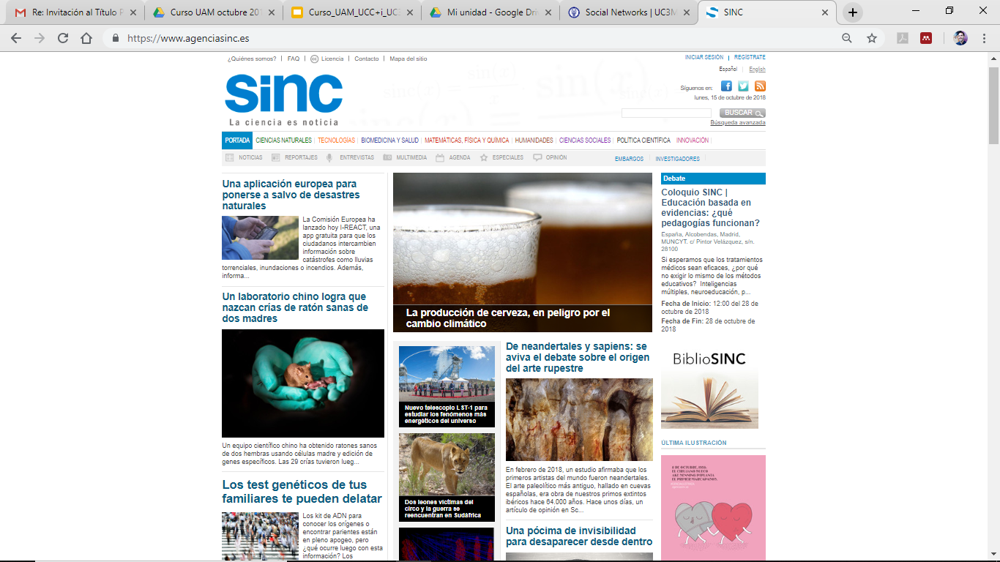 Re: Invitación al Título P
Curso UAM octubre 201
Curso_UAM_UCC+i_UC3
Mi unidad - Google Dri
Social Networks | UC3M
SINC
https://www.agenciasinc.es
¿Quiénes somos? | FAQ | Licencia | Contacto | Mapa del sitio
INICIAR SESIÓN | REGÍSTRATE
Español | English
Síguenos en:
lunes, 15 de octubre de 2018
sinc
La ciencia es noticia
BUSCAR
Búsqueda avanzada
PORTADA CIENCIAS NATURALES | TECNOLOGÍAS | BIOMEDICINA Y SALUD | MATEMÁTICAS, FÍSICA Y QUÍMICA | HUMANIDADES | CIENCIAS SOCIALES | POLÍTICA CIENTÍFICA INNOVACIÓN |
NOTICIAS REPORTAJES ENTREVISTAS MULTIMEDIA AGENDA ESPECIALES OPINIÓN EMBARGOS INVESTIGADORES
Una aplicación europea para
ponerse a salvo de desastres
naturales
La Comisión Europea ha
lanzado hoy I-REACT, una
app gratuita para que los
ciudadanos intercambien
información sobre
catástrofes como lluvias
torrenciales, inundaciones o incendios. Además,
informa...
Un laboratorio chino logra que
nazcan crías de ratón sanas de
dos madres
Un equipo científico chino ha obtenido ratones sanos
de dos hembras usando células madre y edición de
genes específicos. Las 29 crías tuvieron lueg...
Los test genéticos de tus
familiares te pueden delatar
Los kit de ADN para
conocer los orígenes o
encontrar parientes están
en pleno apogeo, pero
¿qué ocurre luego con esta
información? Los
La producción de cerveza, en peligro por el
cambio climático
Nuevo telescopio LST-1 para
estudiar los fenómenos más
energéticos del universo
Dos leones víctimas del
circo y la guerra se
reencuentran en Sudáfrica
De neandertales y sapiens: se
aviva el debate sobre el origen
del arte rupestre
En febrero de 2018, un estudio afirmaba que los
primeros artistas del mundo fueron neandertales.
El arte paleolítico más antiguo, hallado en cuevas
españolas, era obra de nuestros primos extintos
ibéricos hace 64.000 años. Hace unos días, un
artículo de opinión en Sc...
Una pócima de invisibilidad
para desaparecer desde dentro
Debate
Coloquio SINC |
Educación basada en
evidencias: ¿qué
pedagogías funcionan?
España, Alcobendas, Madrid,
MUNCYT. c/ Pintor Velázquez, s/n.
28100
Si esperamos que los tratamientos
médicos sean eficaces, ¿por qué
no exigir lo mismo de los métodos
educativos? Inteligencias
múltiples, neuroeducación, p...
Fecha de Inicio: 12:00 del 28 de
octubre de 2018
Fecha de Fin: 28 de octubre de
2018
BiblioSINC
ÚLTIMA ILUSTRACIÓN
8 DE OCTUBRE, 1958.
EL CIRUJANO SUECO
ÅKE SENNING IMPLANTA
EL PRIMER MARCAPASOS.